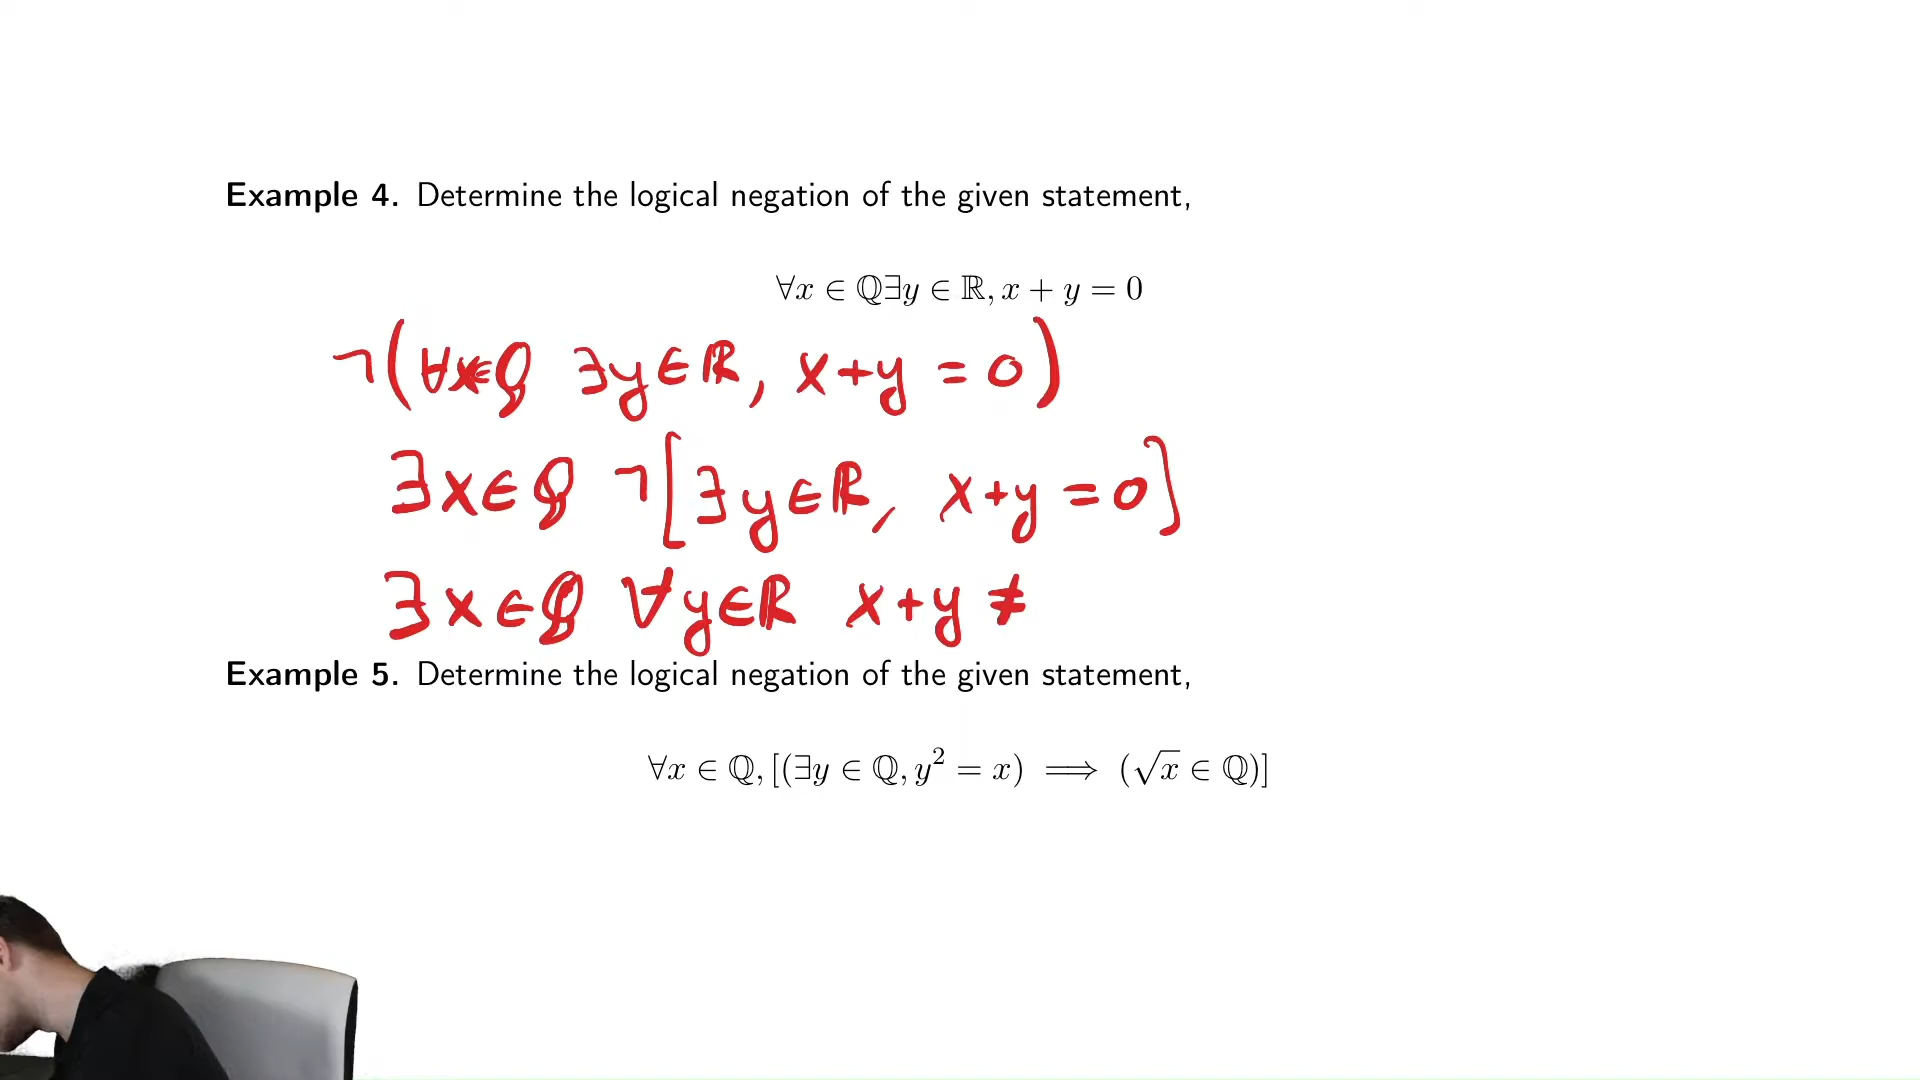 Example 4. Determine the logical negation of the given statement,
∀x ∈ ℚ∃y ∈ ℝ, x + y = 0
¬(∀x∈ℚ ∃y∈ℝ, x+y = 0)
∃x∈ℚ ¬[∃y∈ℝ, x+y = 0]
∃x∈ℚ ∀y∈ℝ x+y ≠
Example 5. Determine the logical negation of the given statement,
∀x ∈ ℚ, [(∃y ∈ ℚ, y² = x) ⟹ (√x ∈ ℚ)]